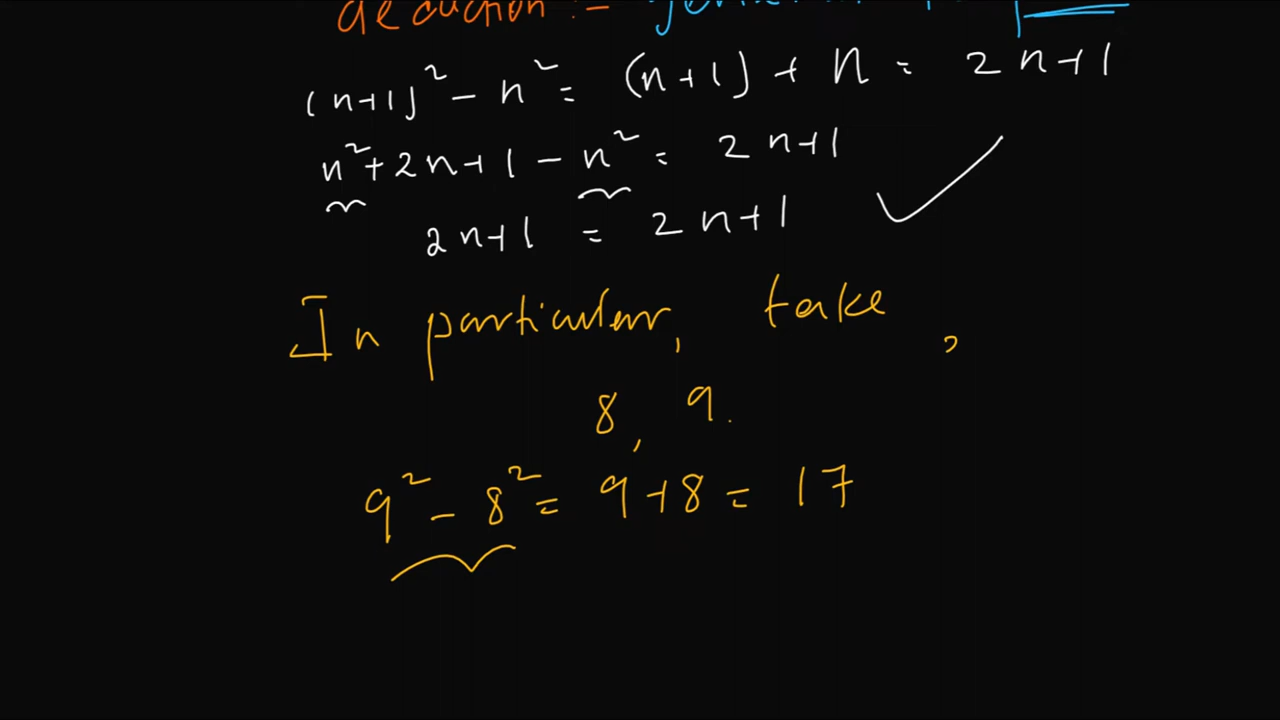 deduction :-
(n+1)² - n² = (n+1) + n = 2n+1
n² + 2n+1 - n² = 2n+1
2n+1 = 2n+1
In particular, take ,
8, 9.
9² - 8² = 9+8 = 17